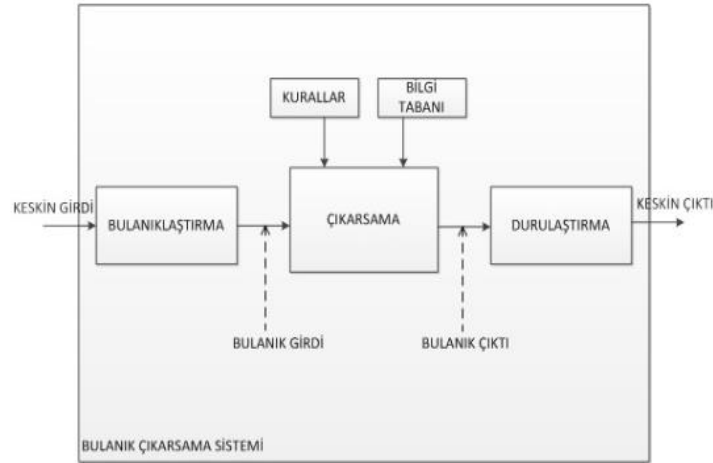 KURALLAR
BİLGİ
TABANI
KESKİN GİRDİ
BULANIKLAŞTIRMA
ÇIKARSAMA
DURULAŞTIRMA
KESKİN ÇIKTI
BULANIK GİRDİ
BULANIK ÇIKTI
BULANIK ÇIKARSAMA SİSTEMİ